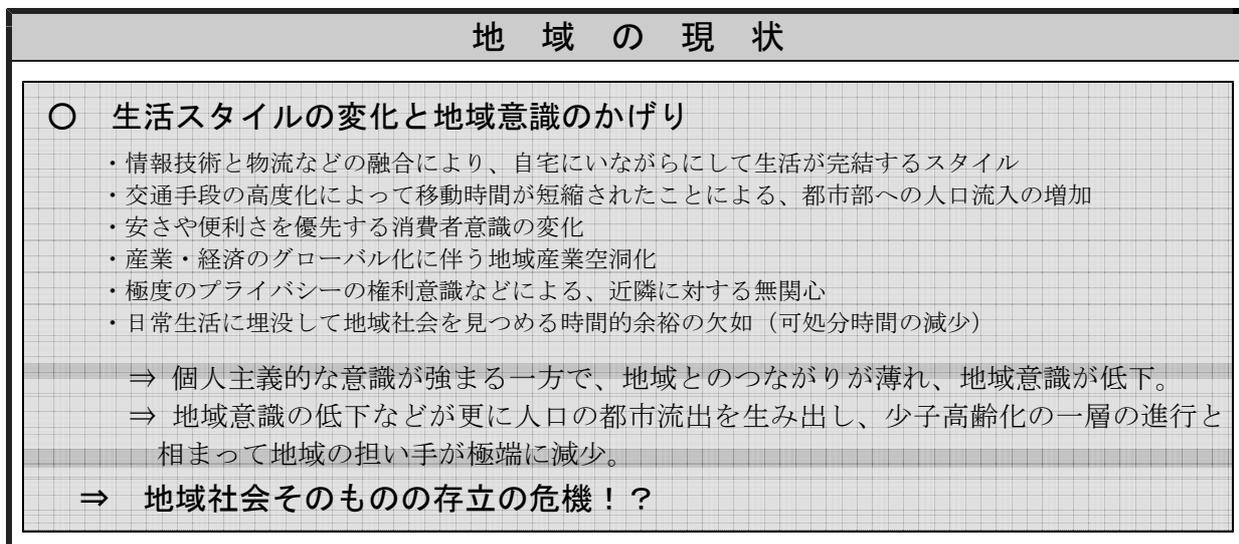 地 域 の 現 状
○ 生活スタイルの変化と地域意識のかげり
・情報技術と物流などの融合により、自宅にいながらにして生活が完結するスタイル
・交通手段の高度化によって移動時間が短縮されたことによる、都市部への人口流入の増加
・安さや便利さを優先する消費者意識の変化
・産業・経済のグローバル化に伴う地域産業空洞化
・極度のプライバシーの権利意識などによる、近隣に対する無関心
・日常生活に埋没して地域社会を見つめる時間的余裕の欠如（可処分時間の減少）
⇒ 個人主義的な意識が強まる一方で、地域とのつながりが薄れ、地域意識が低下。
⇒ 地域意識の低下などが更に人口の都市流出を生み出し、少子高齢化の一層の進行と
相まって地域の担い手が極端に減少。
⇒ 地域社会そのものの存立の危機！？